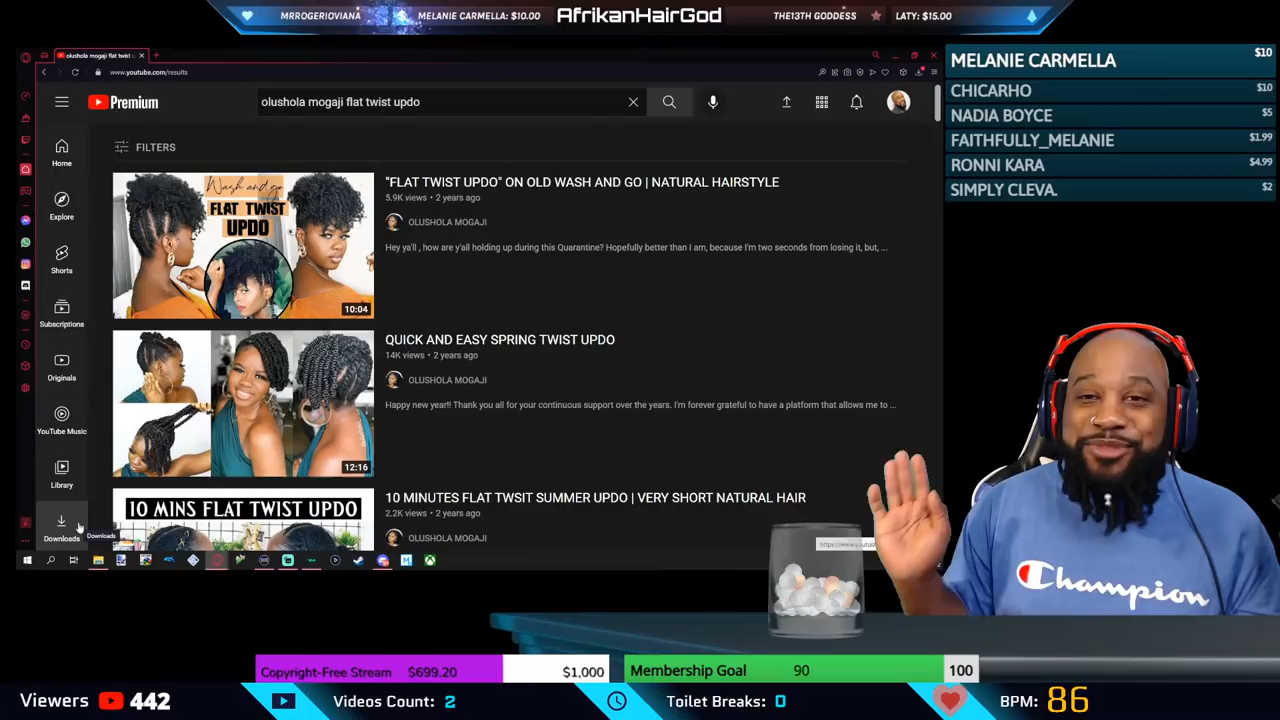 MRROGERIOVIANA
MELANIE CARMELLA: $10.00
AfrikanHairGod
THE13TH GODDESS
LATY: $15.00
olushola mogaji flat twist u
www.youtube.com/results
Premium
olushola mogaji flat twist updo
FILTERS
Home
Explore
Shorts
Subscriptions
Originals
YouTube Music
Library
Downloads
Downloads
Wash and go
FLAT TWIST
UPDO
10:04
"FLAT TWIST UPDO" ON OLD WASH AND GO | NATURAL HAIRSTYLE
5.9K views • 2 years ago
OLUSHOLA MOGAJI
Hey ya'll , how are y'all holding up during this Quarantine? Hopefully better than I am, because I'm two seconds from losing it, but, ...
12:16
QUICK AND EASY SPRING TWIST UPDO
14K views • 2 years ago
OLUSHOLA MOGAJI
Happy new year!! Thank you all for your continuous support over the years. I'm forever grateful to have a platform that allows me to ...
10 MINS FLAT TWIST UPDO
10 MINUTES FLAT TWSIT SUMMER UPDO | VERY SHORT NATURAL HAIR
2.2K views • 2 years ago
OLUSHOLA MOGAJI
MELANIE CARMELLA $10
CHICARHO $10
NADIA BOYCE $5
FAITHFULLY_MELANIE $1.99
RONNI KARA $4.99
SIMPLY CLEVA. $2
Champion
Copyright-Free Stream $699.20 $1,000
Membership Goal 90 100
Viewers 442
Videos Count: 2
Toilet Breaks: 0
BPM: 86